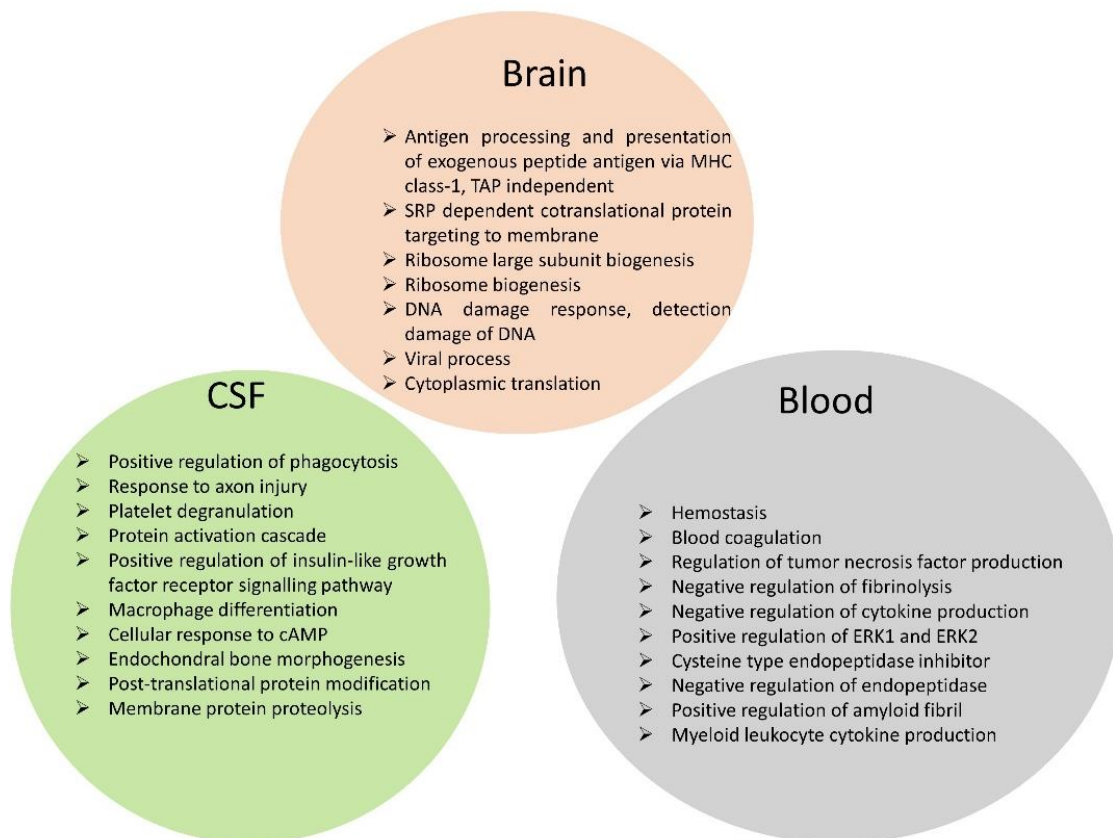 Brain
➢ Antigen processing and presentation
of exogenous peptide antigen via MHC
class-1, TAP independent
➢ SRP dependent cotranslational protein
targeting to membrane
➢ Ribosome large subunit biogenesis
➢ Ribosome biogenesis
➢ DNA damage response, detection
damage of DNA
➢ Viral process
➢ Cytoplasmic translation
CSF
➢ Positive regulation of phagocytosis
➢ Response to axon injury
➢ Platelet degranulation
➢ Protein activation cascade
➢ Positive regulation of insulin-like growth
factor receptor signalling pathway
➢ Macrophage differentiation
➢ Cellular response to cAMP
➢ Endochondral bone morphogenesis
➢ Post-translational protein modification
➢ Membrane protein proteolysis
Blood
➢ Hemostasis
➢ Blood coagulation
➢ Regulation of tumor necrosis factor production
➢ Negative regulation of fibrinolysis
➢ Negative regulation of cytokine production
➢ Positive regulation of ERK1 and ERK2
➢ Cysteine type endopeptidase inhibitor
➢ Negative regulation of endopeptidase
➢ Positive regulation of amyloid fibril
➢ Myeloid leukocyte cytokine production